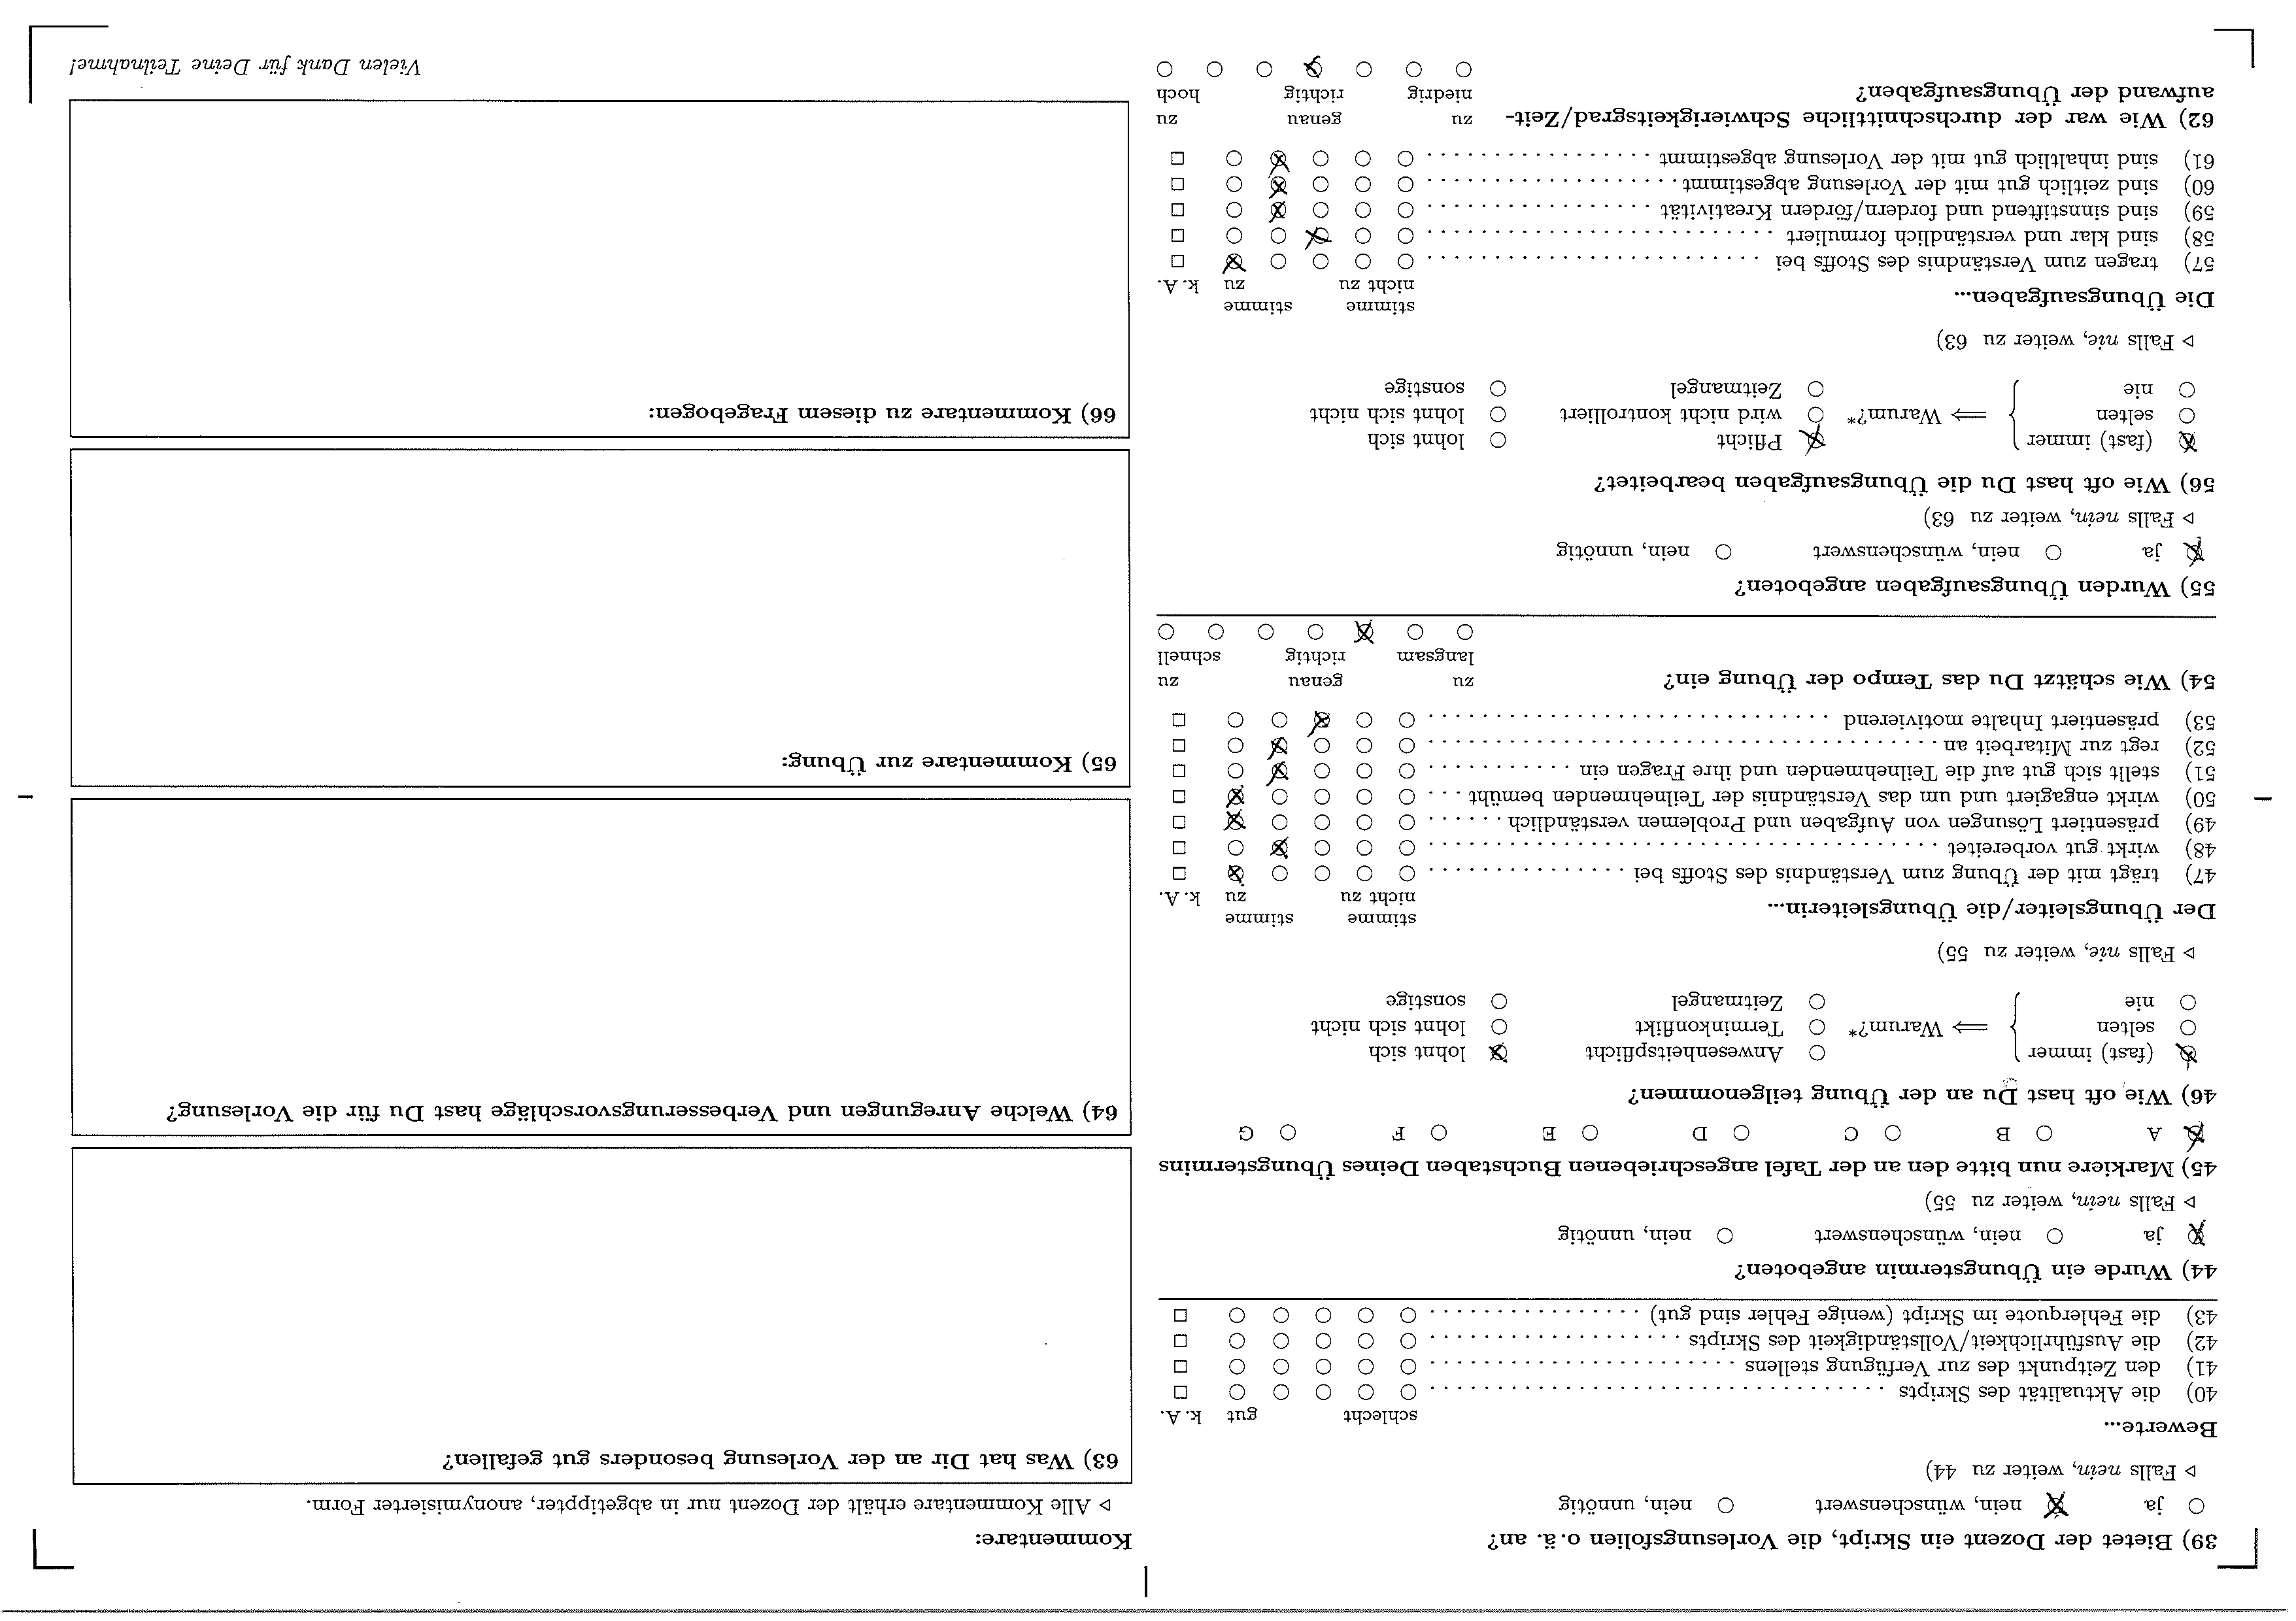 39) Bietet der Dozent ein Skript, die Vorlesungsfolien o.ä. an?
ja nein, wünschenswert nein, unnötig
▷ Falls nein, weiter zu 44)
Bewerte...
schlecht gut k. A.
40) die Aktualität des Skripts
41) den Zeitpunkt des zur Verfügung stellens
42) die Ausführlichkeit/Vollständigkeit des Skripts
43) die Fehlerquote im Skript (wenige Fehler sind gut)
44) Wurde ein Übungstermin angeboten?
ja nein, wünschenswert nein, unnötig
▷ Falls nein, weiter zu 55)
45) Markiere nun bitte den an der Tafel angeschriebenen Buchstaben Deines Übungstermins
A B C D E F G
46) Wie oft hast Du an der Übung teilgenommen?
(fast) immer Anwesenheitspflicht lohnt sich
selten ⟹ Warum?* Terminkonflikt lohnt sich nicht
nie Zeitmangel sonstige
▷ Falls nie, weiter zu 55)
Der Übungsleiter/die Übungsleiterin...
stimme stimme
nicht zu zu k. A.
47) trägt mit der Übung zum Verständnis des Stoffs bei
48) wirkt gut vorbereitet
49) präsentiert Lösungen von Aufgaben und Problemen verständlich
50) wirkt engagiert und um das Verständnis der Teilnehmenden bemüht
51) stellt sich gut auf die Teilnehmenden und ihre Fragen ein
52) regt zur Mitarbeit an
53) präsentiert Inhalte motivierend
54) Wie schätzt Du das Tempo der Übung ein?
zu genau zu
langsam richtig schnell
55) Wurden Übungsaufgaben angeboten?
ja nein, wünschenswert nein, unnötig
▷ Falls nein, weiter zu 63)
56) Wie oft hast Du die Übungsaufgaben bearbeitet?
(fast) immer Pflicht lohnt sich
selten ⟹ Warum?* wird nicht kontrolliert lohnt sich nicht
nie Zeitmangel sonstige
▷ Falls nie, weiter zu 63)
Die Übungsaufgaben...
stimme stimme
nicht zu zu k. A.
57) tragen zum Verständnis des Stoffs bei
58) sind klar und verständlich formuliert
59) sind sinnstiftend und fordern/fördern Kreativität
60) sind zeitlich gut mit der Vorlesung abgestimmt
61) sind inhaltlich gut mit der Vorlesung abgestimmt
62) Wie war der durchschnittliche Schwierigkeitsgrad/Zeit-
aufwand der Übungsaufgaben?
zu genau zu
niedrig richtig hoch
Kommentare:
▷ Alle Kommentare erhält der Dozent nur in abgetippter, anonymisierter Form.
63) Was hat Dir an der Vorlesung besonders gut gefallen?
64) Welche Anregungen und Verbesserungsvorschläge hast Du für die Vorlesung?
65) Kommentare zur Übung:
66) Kommentare zu diesem Fragebogen:
Vielen Dank für Deine Teilnahme!